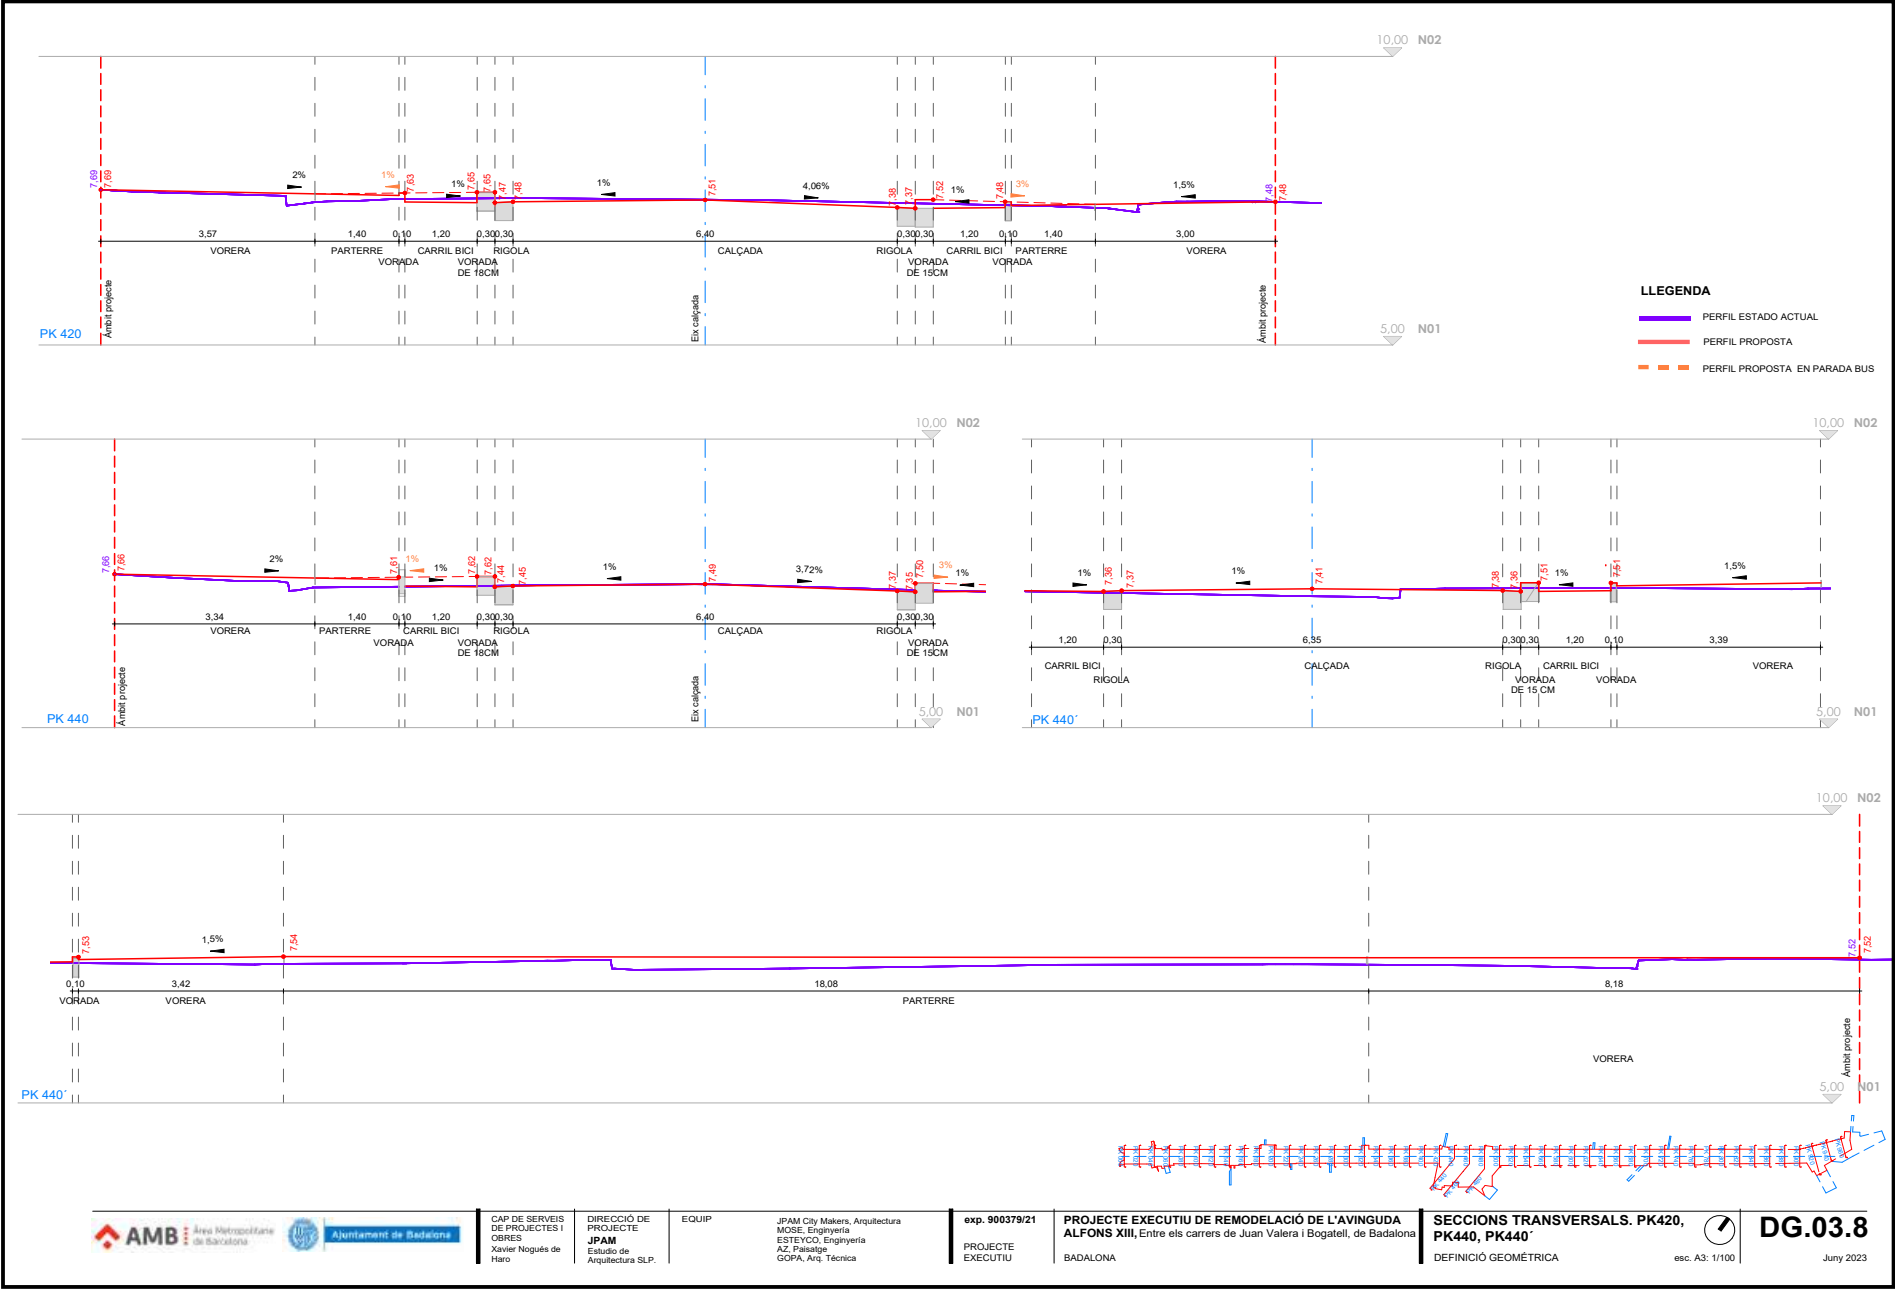 10,00 N02
7,69
7,69
2%
1%
7,63
1%
7,65
7,65
7,47
7,48
1%
7,51
4,06%
7,38
7,37
7,52
1%
7,48
3%
1,5%
7,48
7,48
3,57
1,40
0,10
1,20
0,30
0,30
6,40
0,30
0,30
1,20
0,10
1,40
3,00
VORERA
PARTERRE
VORADA
CARRIL BICI
VORADA
DE 18CM
RIGOLA
CALÇADA
RIGOLA
VORADA
DE 15CM
CARRIL BICI
VORADA
PARTERRE
VORERA
Àmbit projecte
Eix calçada
Àmbit projecte
PK 420
5,00 N01
LLEGENDA
PERFIL ESTADO ACTUAL
PERFIL PROPOSTA
PERFIL PROPOSTA EN PARADA BUS
10,00 N02
7,66
7,66
2%
7,61
1%
1%
7,62
7,62
7,44
7,45
1%
7,49
3,72%
7,37
7,35
7,50
3%
1%
3,34
1,40
0,10
1,20
0,30
0,30
6,40
0,30
0,30
VORERA
PARTERRE
VORADA
CARRIL BICI
VORADA
DE 18CM
RIGOLA
CALÇADA
RIGOLA
VORADA
DE 15CM
Àmbit projecte
Eix calçada
PK 440
5,00 N01
10,00 N02
1%
7,36
7,37
1%
7,41
7,38
7,36
7,51
1%
7,51
1,5%
1,20
0,30
6,35
0,30
0,30
1,20
0,10
3,39
CARRIL BICI
RIGOLA
CALÇADA
RIGOLA
VORADA
DE 15 CM
CARRIL BICI
VORADA
VORERA
PK 440´
5,00 N01
10,00 N02
7,53
1,5%
7,54
7,52
7,52
0,10
3,42
18,08
8,18
VORADA
VORERA
PARTERRE
VORERA
Àmbit projecte
PK 440´
5,00 N01
AMB Àrea Metropolitana
de Barcelona
Ajuntament de Badalona
CAP DE SERVEIS
DE PROJECTES I
OBRES
Xavier Nogués de
Haro
DIRECCIÓ DE
PROJECTE
JPAM
Estudio de
Arquitectura SLP.
EQUIP
JPAM City Makers, Arquitectura
MOSE, Enginyería
ESTEYCO, Enginyería
AZ, Paisatge
GOPA, Arq. Técnica
exp. 900379/21
PROJECTE
EXECUTIU
PROJECTE EXECUTIU DE REMODELACIÓ DE L'AVINGUDA
ALFONS XIII, Entre els carrers de Juan Valera i Bogatell, de Badalona
BADALONA
SECCIONS TRANSVERSALS. PK420,
PK440, PK440´
DEFINICIÓ GEOMÈTRICA
esc. A3: 1/100
DG.03.8
Juny 2023